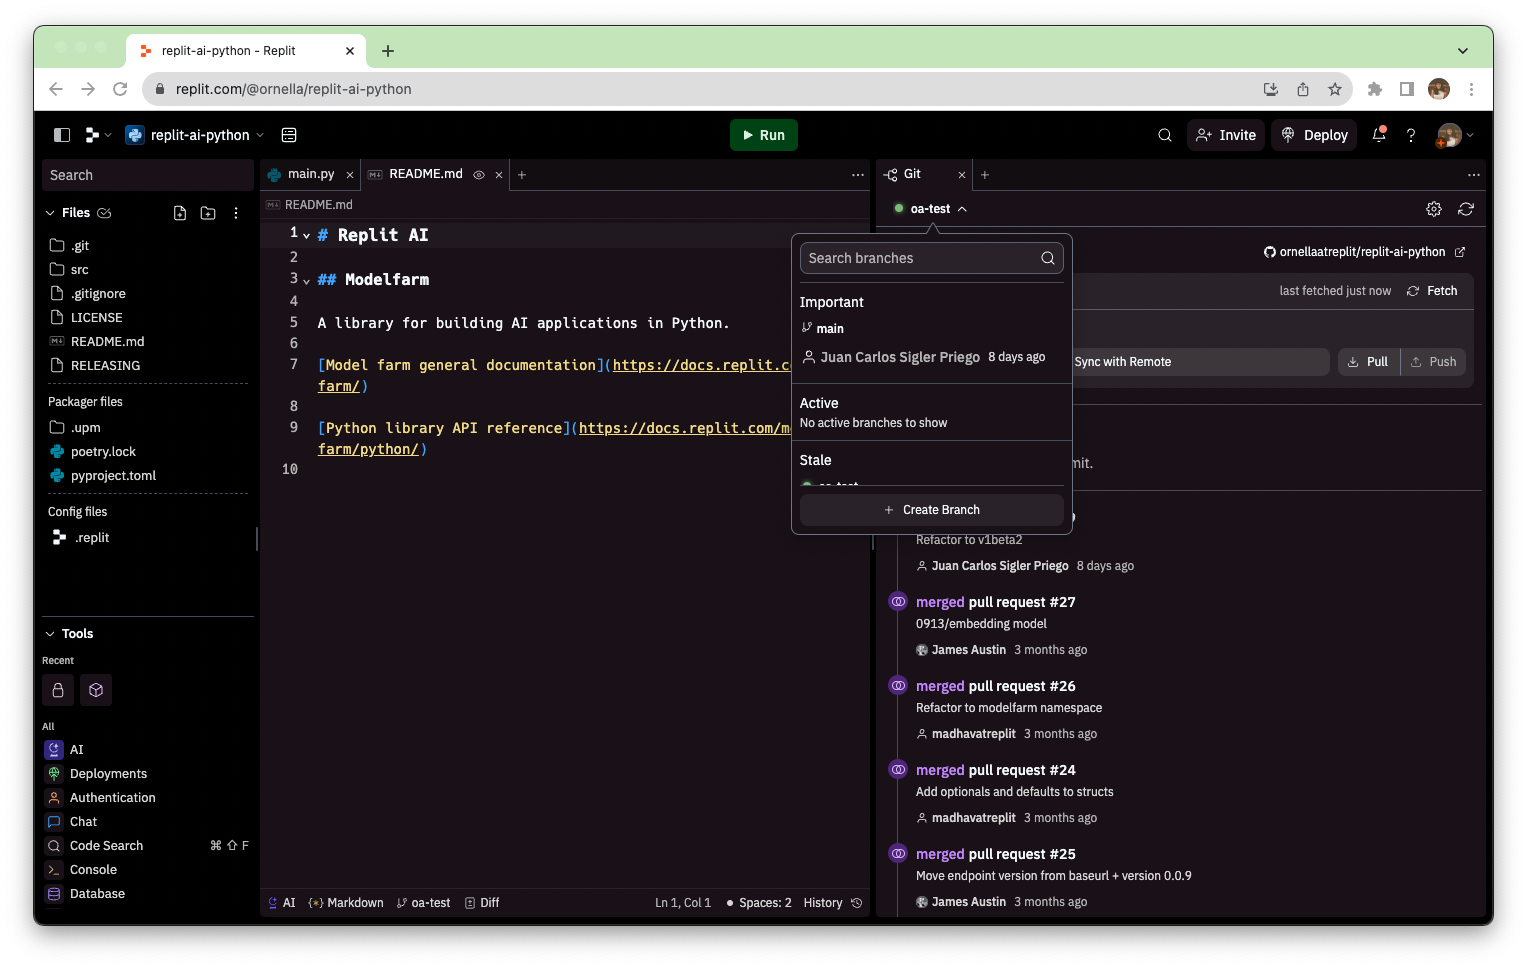 replit-ai-python - Replit
replit.com/@ornella/replit-ai-python
replit-ai-python
Run
Invite
Deploy
Search
Files
.git
src
.gitignore
LICENSE
README.md
RELEASING
Packager files
.upm
poetry.lock
pyproject.toml
Config files
.replit
Tools
Recent
All
AI
Deployments
Authentication
Chat
Code Search ⌘ ⇧ F
Console
Database
main.py
README.md
README.md
1 # Replit AI
2
3 ## Modelfarm
4
5 A library for building AI applications in Python.
6
7 [Model farm general documentation](https://docs.replit.c
farm/)
8
9 [Python library API reference](https://docs.replit.com/m
farm/python/)
10
AI
Markdown
oa-test
Diff
Ln 1, Col 1
Spaces: 2
History
Git
oa-test
Search branches
Important
main
Juan Carlos Sigler Priego 8 days ago
Active
No active branches to show
Stale
oa-test
+ Create Branch
ornellaatreplit/replit-ai-python
last fetched just now
Fetch
Sync with Remote
Pull
Push
mit.
Refactor to v1beta2
Juan Carlos Sigler Priego 8 days ago
merged pull request #27
0913/embedding model
James Austin 3 months ago
merged pull request #26
Refactor to modelfarm namespace
madhavatreplit 3 months ago
merged pull request #24
Add optionals and defaults to structs
madhavatreplit 3 months ago
merged pull request #25
Move endpoint version from baseurl + version 0.0.9
James Austin 3 months ago